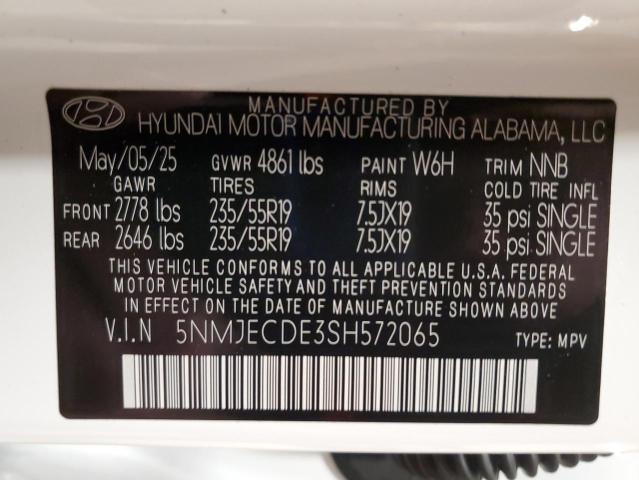 MANUFACTURED BY
HYUNDAI MOTOR MANUFACTURING ALABAMA, LLC
May/05/25 GVWR 4861 lbs PAINT W6H TRIM NNB
GAWR TIRES RIMS COLD TIRE INFL
FRONT 2778 lbs 235/55R19 7.5JX19 35 psi SINGLE
REAR 2646 lbs 235/55R19 7.5JX19 35 psi SINGLE
THIS VEHICLE CONFORMS TO ALL APPLICABLE U.S.A. FEDERAL
MOTOR VEHICLE SAFETY AND THEFT PREVENTION STANDARDS
IN EFFECT ON THE DATE OF MANUFACTURE SHOWN ABOVE
V.I.N 5NMJECDE3SH572065 TYPE: MPV